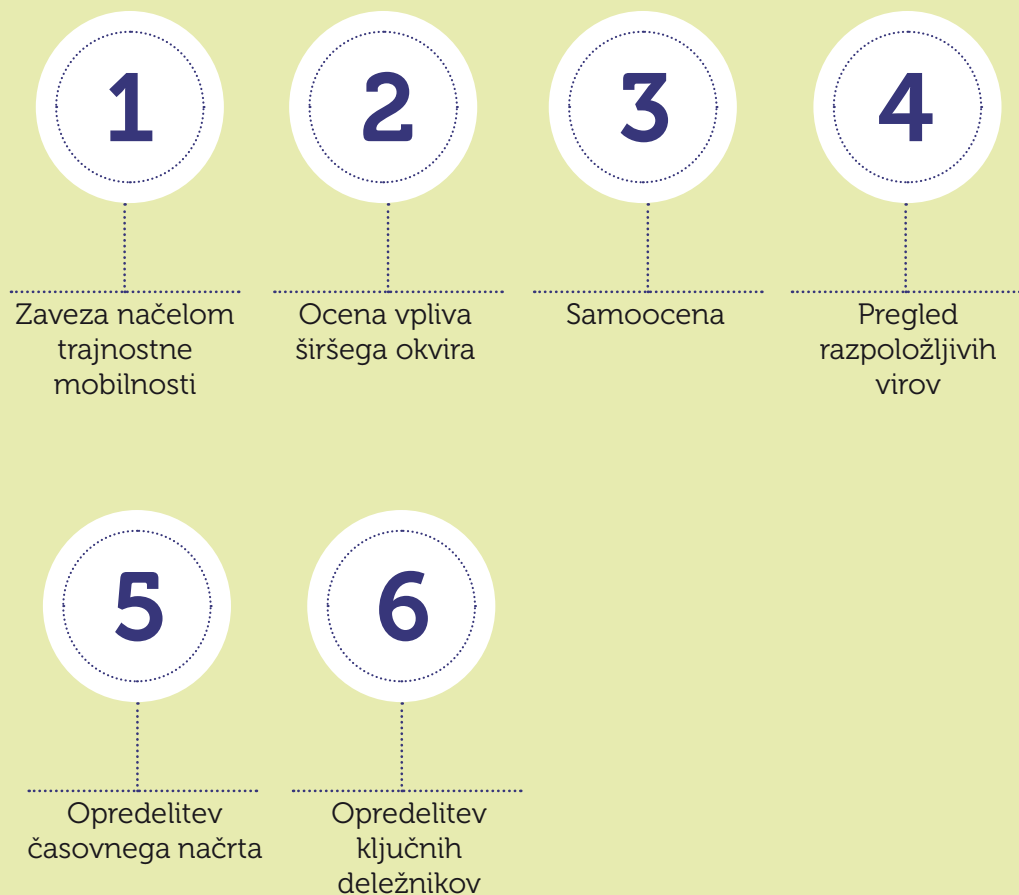 1
Zaveza načelom
trajnostne
mobilnosti
2
Ocena vpliva
širšega okvira
3
Samoocena
4
Pregled
razpoložljivih
virov
5
Opredelitev
časovnega načrta
6
Opredelitev
ključnih
deležnikov